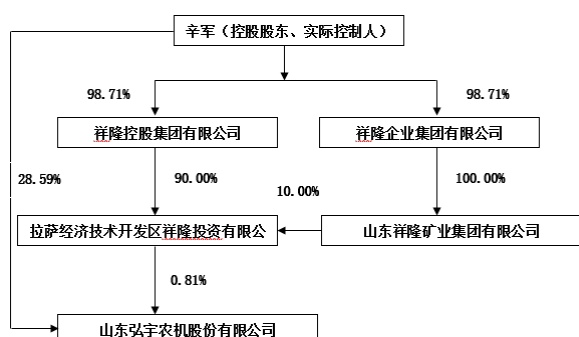 辛军（控股股东、实际控制人）
98.71%
98.71%
祥隆控股集团有限公司
祥隆企业集团有限公司
28.59%
90.00%
10.00%
100.00%
拉萨经济技术开发区祥隆投资有限公
山东祥隆矿业集团有限公司
0.81%
山东弘宇农机股份有限公司